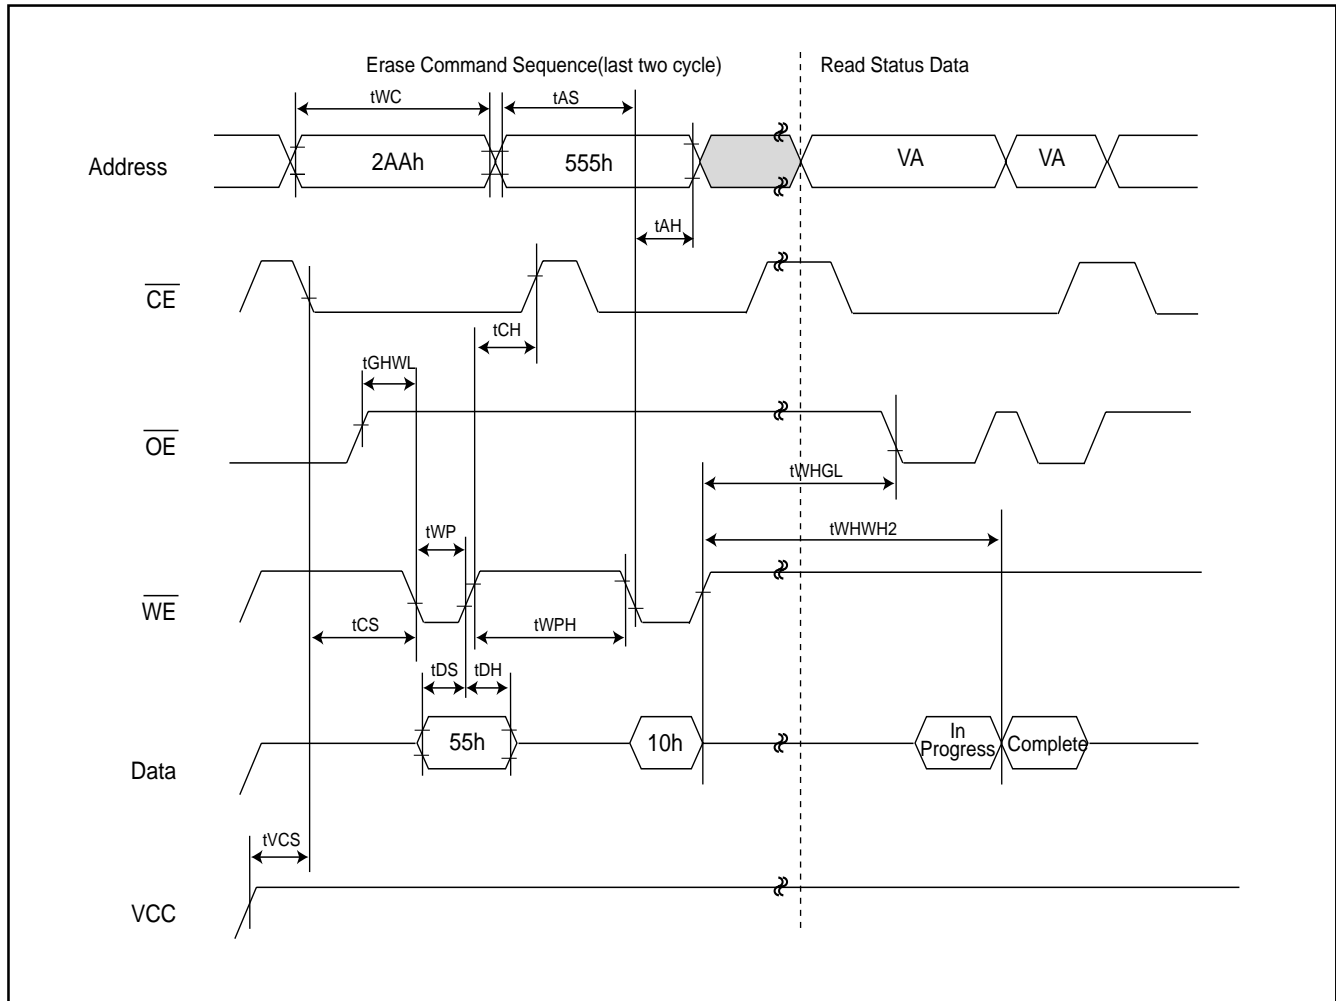 Erase Command Sequence(last two cycle)
Read Status Data
tWC
tAS
Address
2AAh
555h
VA
VA
tAH
CE
tCH
tGHWL
OE
tWHGL
tWP
tWHWH2
WE
tCS
tWPH
tDS
tDH
Data
55h
10h
In
Progress
Complete
tVCS
VCC